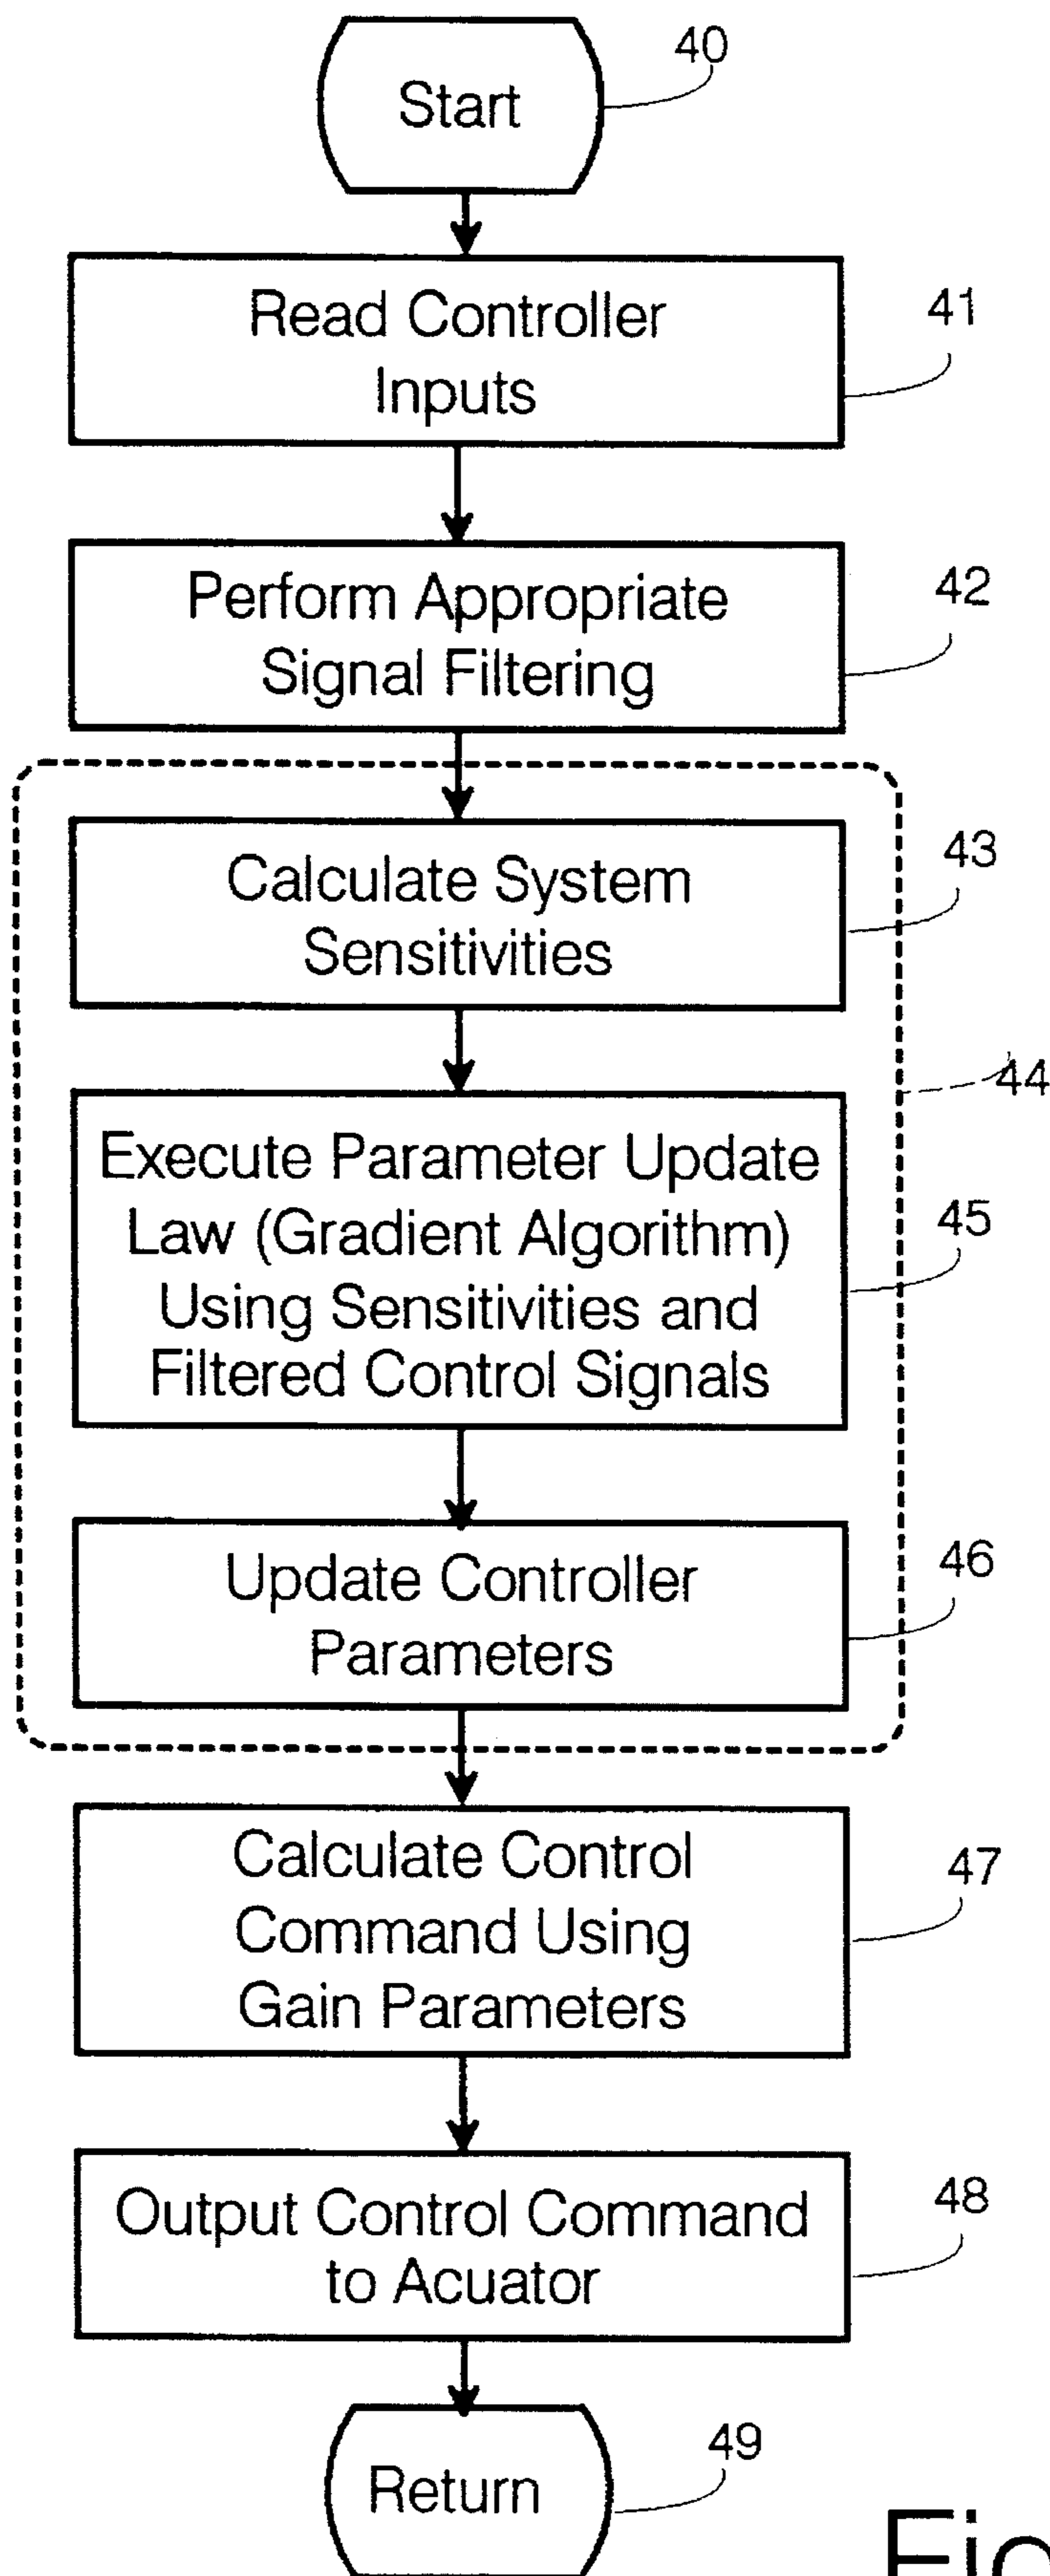 Start
40
Read Controller
Inputs
41
Perform Appropriate
Signal Filtering
42
Calculate System
Sensitivities
43
44
Execute Parameter Update
Law (Gradient Algorithm)
Using Sensitivities and
Filtered Control Signals
45
Update Controller
Parameters
46
Calculate Control
Command Using
Gain Parameters
47
Output Control Command
to Acuator
48
Return
49